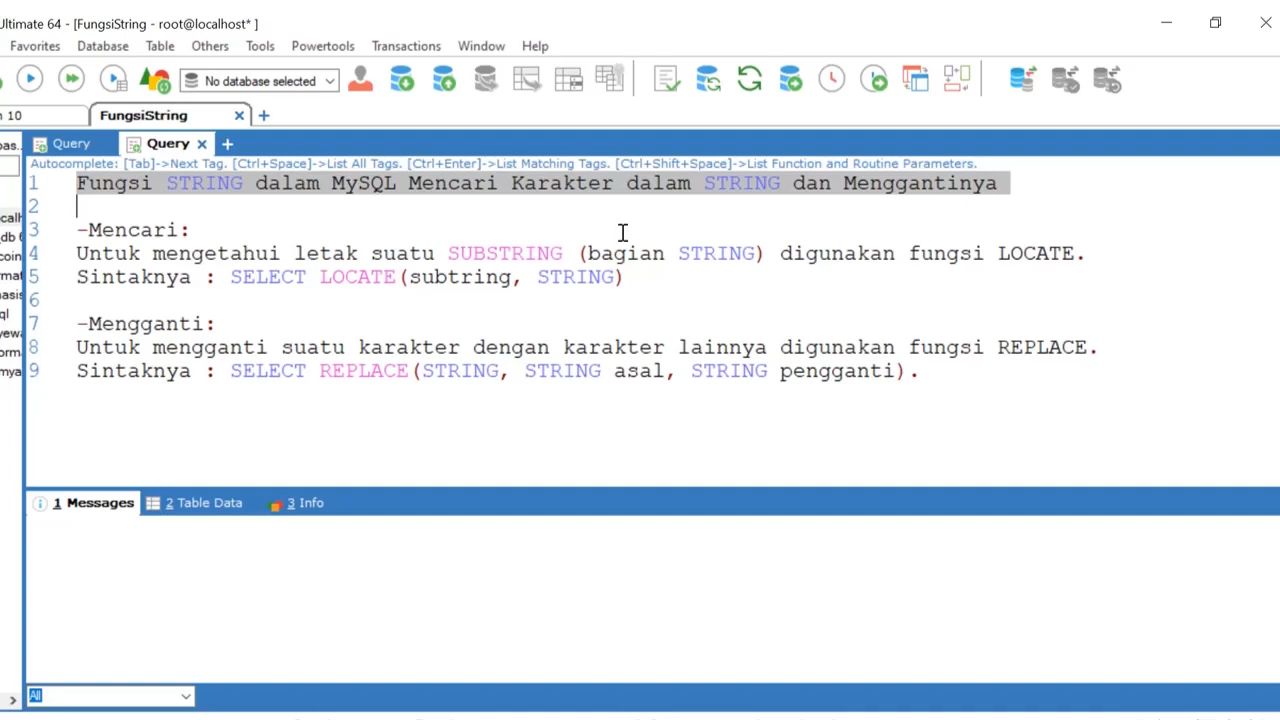 Ultimate 64 - [FungsiString - root@localhost* ]
Favorites Database Table Others Tools Powertools Transactions Window Help
No database selected
10 FungsiString
Query Query
Autocomplete: [Tab]->Next Tag. [Ctrl+Space]->List All Tags. [Ctrl+Enter]->List Matching Tags. [Ctrl+Shift+Space]->List Function and Routine Parameters.
1 Fungsi STRING dalam MySQL Mencari Karakter dalam STRING dan Menggantinya
2
3 -Mencari:
4 Untuk mengetahui letak suatu SUBSTRING (bagian STRING) digunakan fungsi LOCATE.
5 Sintaknya : SELECT LOCATE(subtring, STRING)
6
7 -Mengganti:
8 Untuk mengganti suatu karakter dengan karakter lainnya digunakan fungsi REPLACE.
9 Sintaknya : SELECT REPLACE(STRING, STRING asal, STRING pengganti).
1 Messages 2 Table Data 3 Info
All